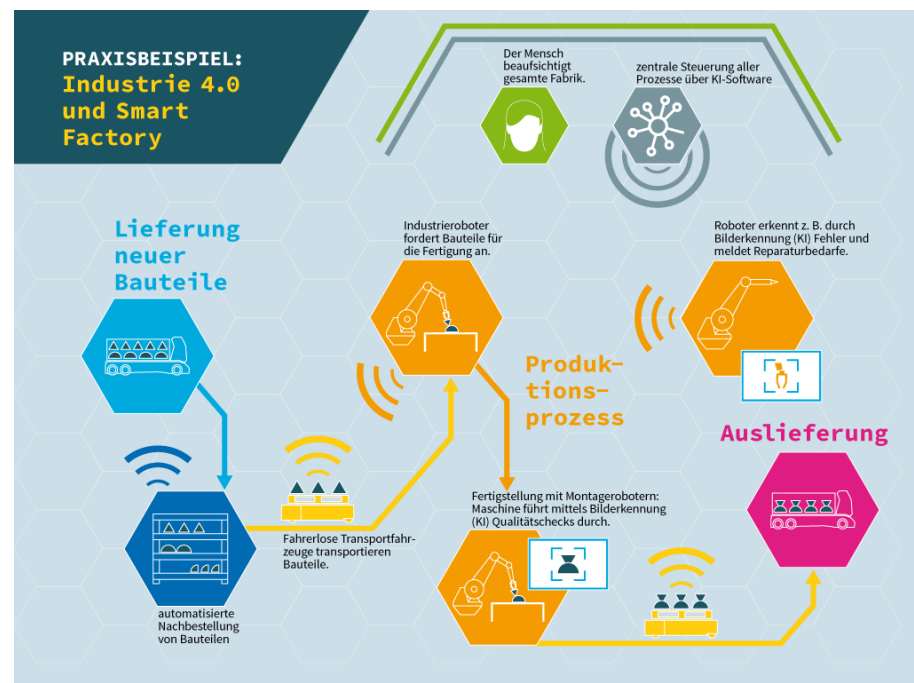 PRAXISBEISPIEL:
Industrie 4.0
und Smart
Factory
Der Mensch
beaufsichtigt
gesamte Fabrik.
zentrale Steuerung aller
Prozesse über KI-Software
Lieferung
neuer
Bauteile
Industrieroboter
fordert Bauteile für
die Fertigung an.
Roboter erkennt z. B. durch
Bilderkennung (KI) Fehler und
meldet Reparaturbedarfe.
Produk-
tions-
prozess
Auslieferung
Fertigstellung mit Montagerobotern:
Maschine führt mittels Bilderkennung
(KI) Qualitätschecks durch.
Fahrerlose Transportfahr-
zeuge transportieren
Bauteile.
automatisierte
Nachbestellung
von Bauteilen